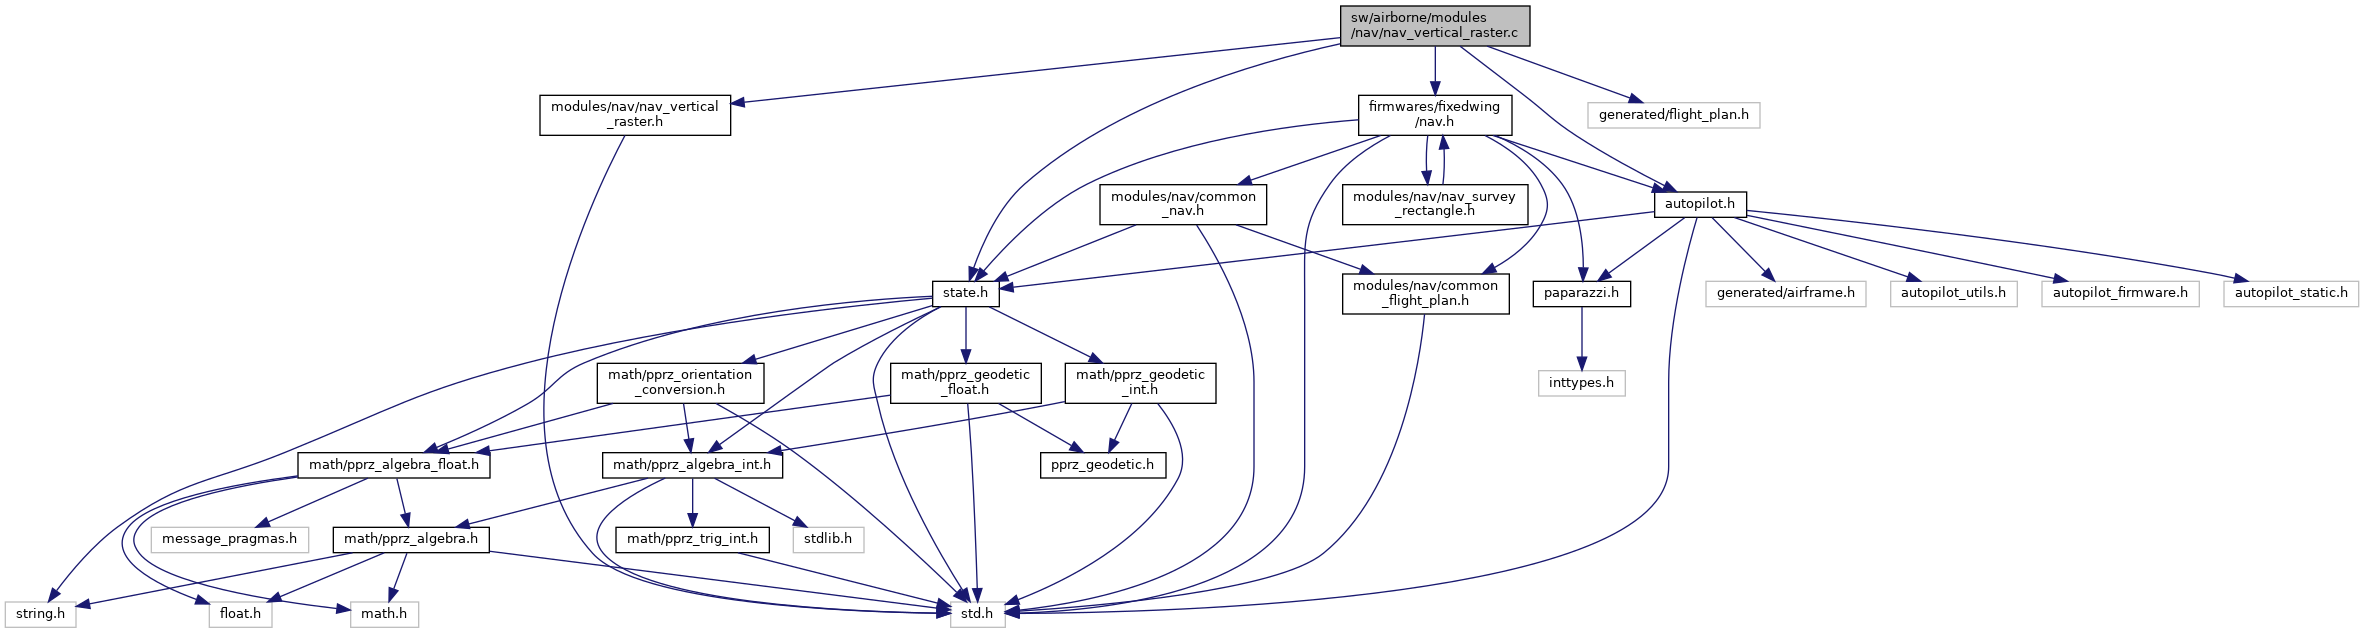 sw/airborne/modules
/nav/nav_vertical_raster.c
modules/nav/nav_vertical
_raster.h
firmwares/fixedwing
/nav.h
generated/flight_plan.h
modules/nav/common
_nav.h
modules/nav/nav_survey
_rectangle.h
autopilot.h
state.h
modules/nav/common
_flight_plan.h
paparazzi.h
generated/airframe.h
autopilot_utils.h
autopilot_firmware.h
autopilot_static.h
math/pprz_orientation
_conversion.h
math/pprz_geodetic
_float.h
math/pprz_geodetic
_int.h
inttypes.h
math/pprz_algebra_float.h
math/pprz_algebra_int.h
pprz_geodetic.h
message_pragmas.h
math/pprz_algebra.h
math/pprz_trig_int.h
stdlib.h
string.h
float.h
math.h
std.h